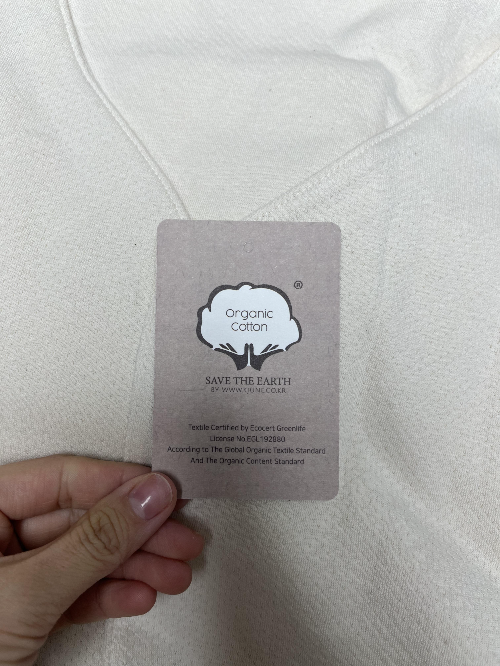 ®
Organic
Cotton
SAVE THE EARTH
Textile Certified by Ecocert Greenlife
License No EGL192880
According to The Global Organic Textile Standard
And The Organic Content Standard